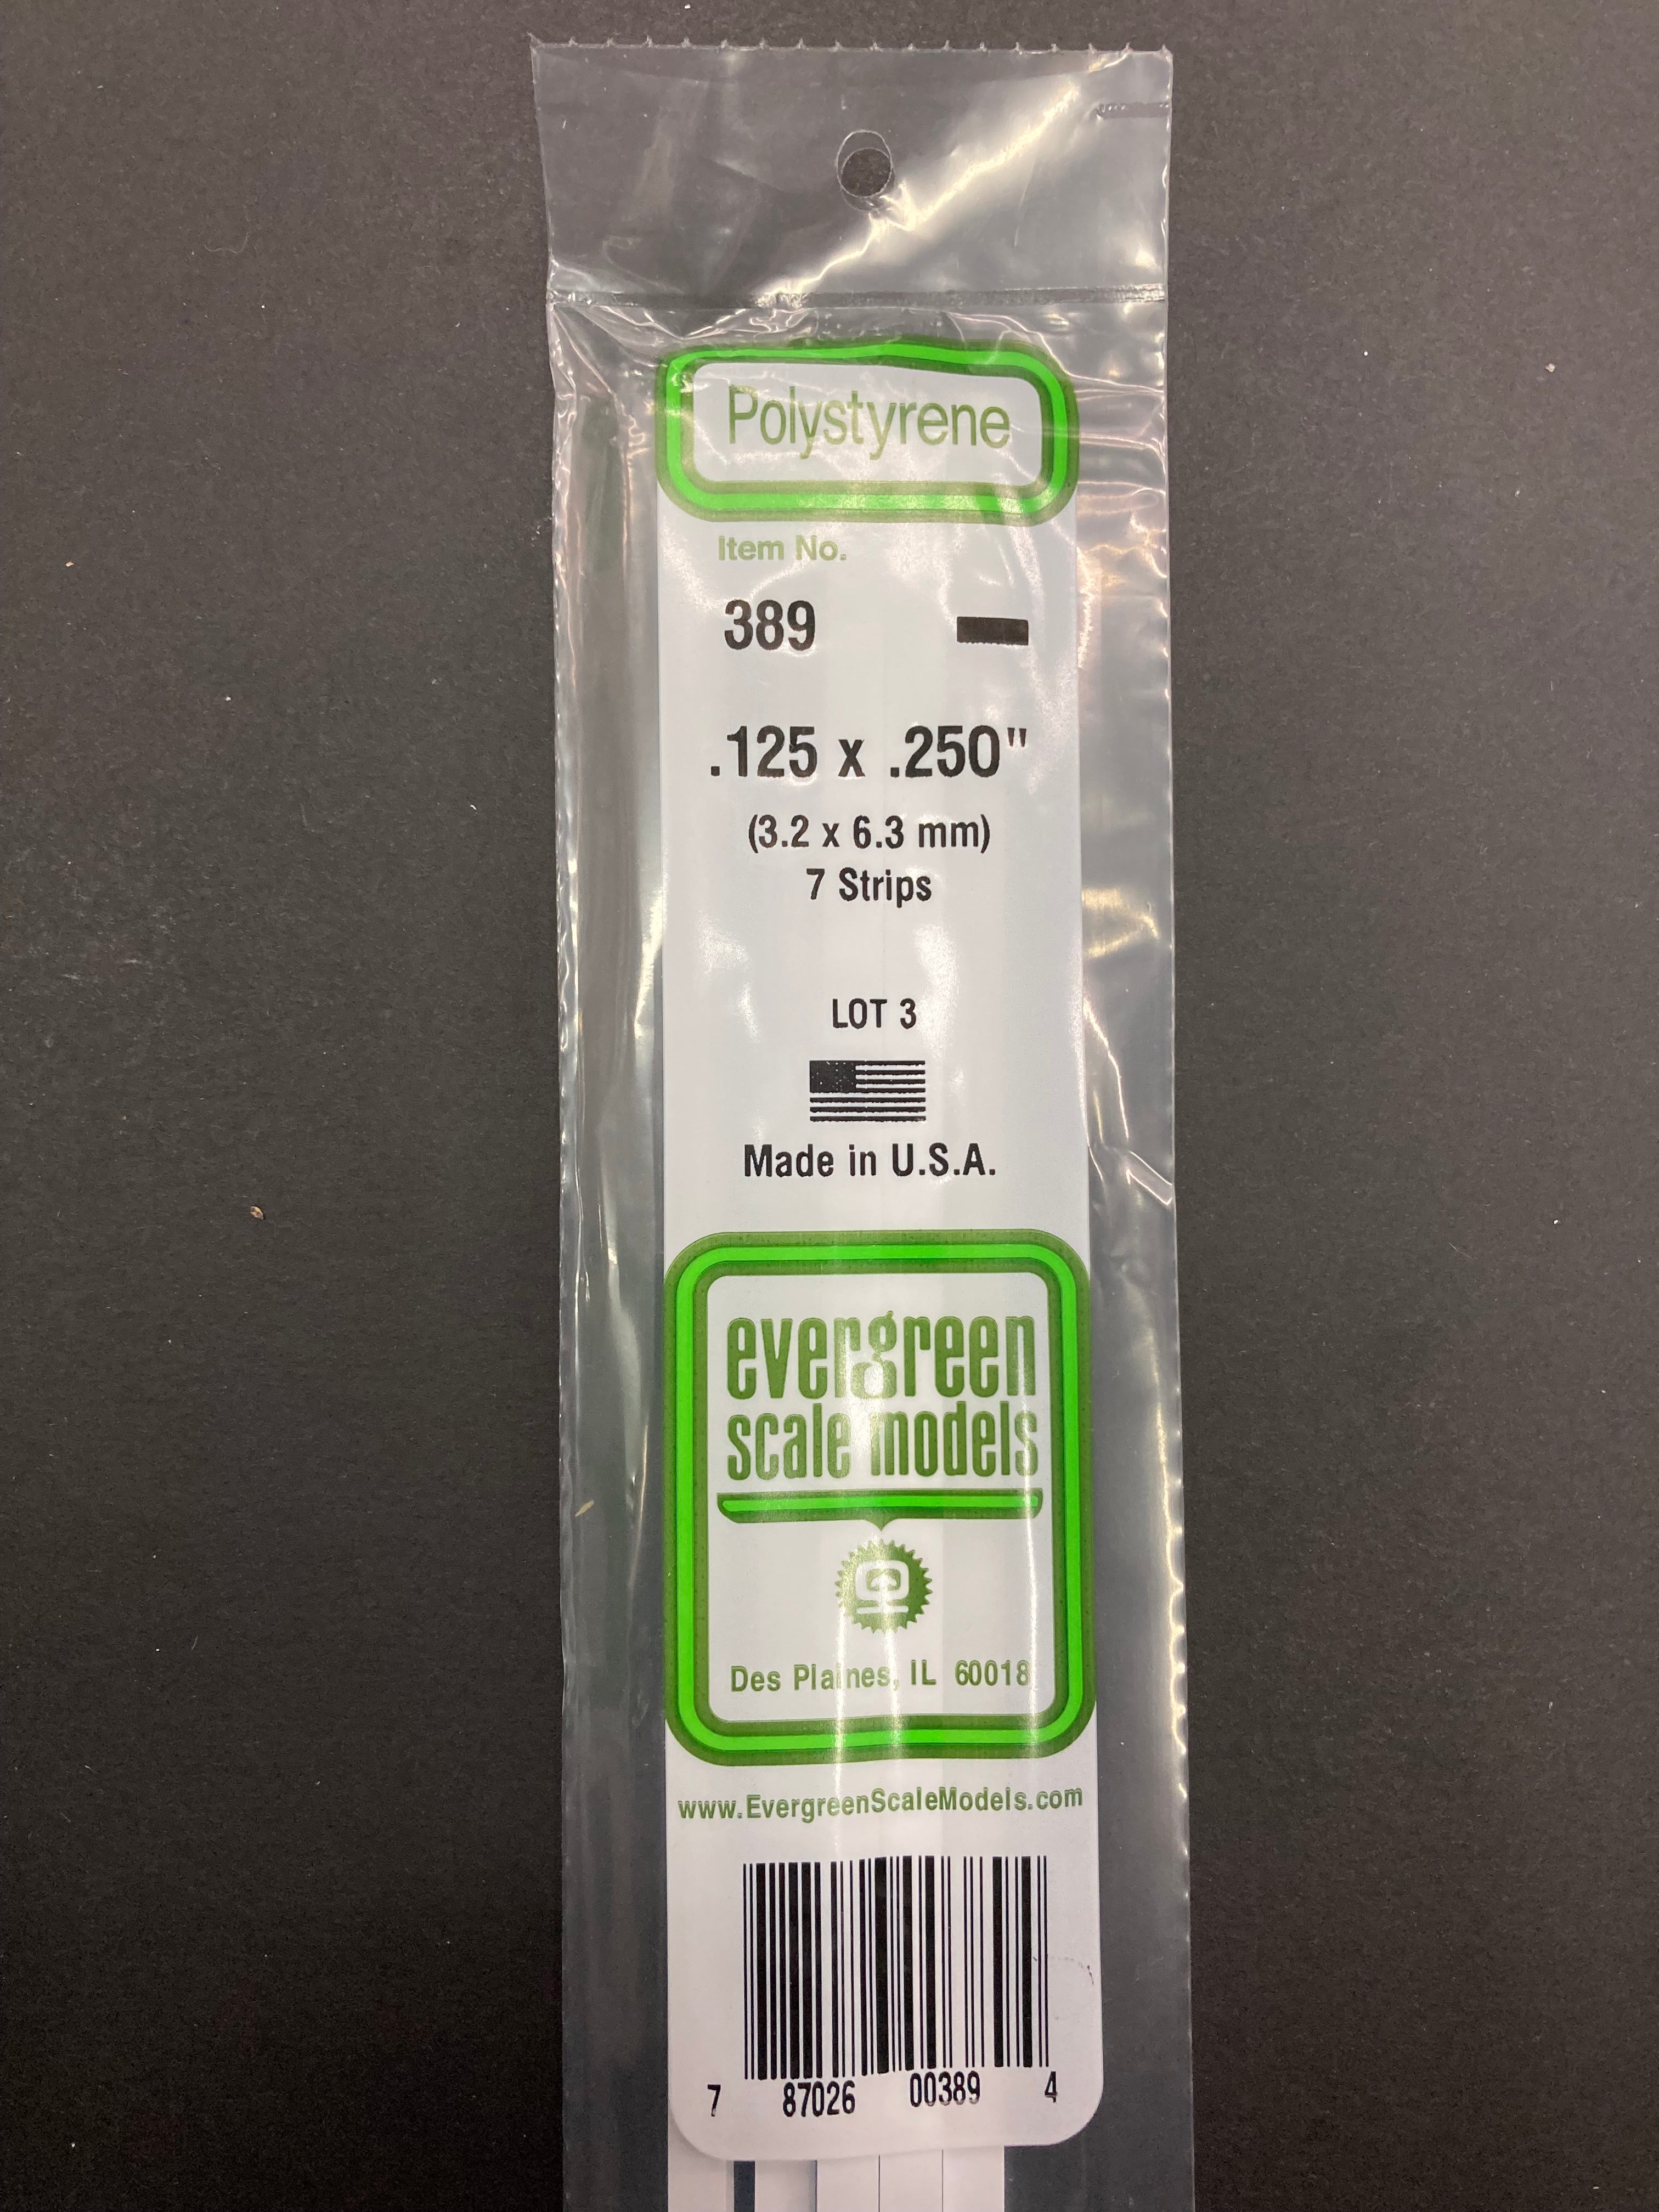 Polystyrene
Item No.
389
.125 x .250"
(3.2 x 6.3 mm)
7 Strips
LOT 3
Made in U.S.A.
evergreen
scale models
Des Plaines, IL 60018
www.EvergreenScaleModels.com
7 87026 00389 4